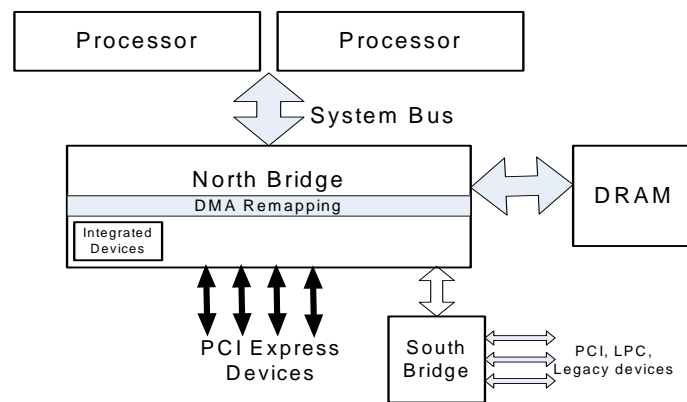 Processor
Processor
System Bus
North Bridge
DMA Remapping
Integrated
Devices
DRAM
PCI Express
Devices
South
Bridge
PCI, LPC,
Legacy devices